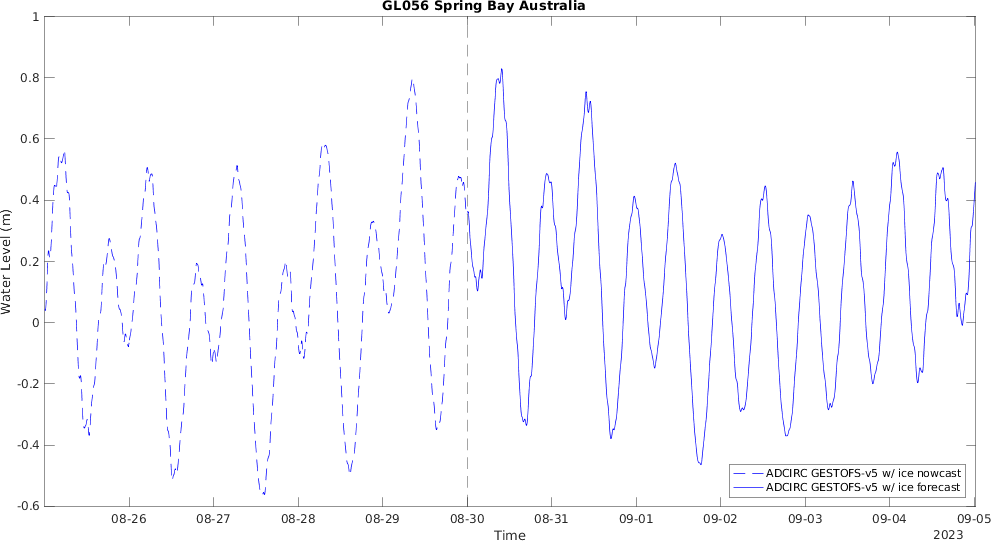 GL056 Spring Bay Australia
Water Level (m)
1
0.8
0.6
0.4
0.2
0
-0.2
-0.4
-0.6
ADCIRC GESTOFS-v5 w/ ice nowcast
ADCIRC GESTOFS-v5 w/ ice forecast
08-26 08-27 08-28 08-29 08-30 08-31 09-01 09-02 09-03 09-04 09-05
Time
2023